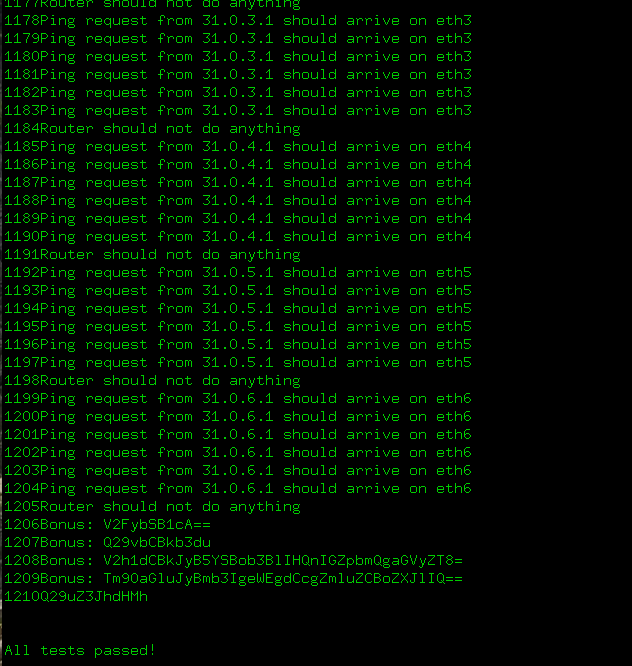 1177Router should not do anything
1178Ping request from 31.0.3.1 should arrive on eth3
1179Ping request from 31.0.3.1 should arrive on eth3
1180Ping request from 31.0.3.1 should arrive on eth3
1181Ping request from 31.0.3.1 should arrive on eth3
1182Ping request from 31.0.3.1 should arrive on eth3
1183Ping request from 31.0.3.1 should arrive on eth3
1184Router should not do anything
1185Ping request from 31.0.4.1 should arrive on eth4
1186Ping request from 31.0.4.1 should arrive on eth4
1187Ping request from 31.0.4.1 should arrive on eth4
1188Ping request from 31.0.4.1 should arrive on eth4
1189Ping request from 31.0.4.1 should arrive on eth4
1190Ping request from 31.0.4.1 should arrive on eth4
1191Router should not do anything
1192Ping request from 31.0.5.1 should arrive on eth5
1193Ping request from 31.0.5.1 should arrive on eth5
1194Ping request from 31.0.5.1 should arrive on eth5
1195Ping request from 31.0.5.1 should arrive on eth5
1196Ping request from 31.0.5.1 should arrive on eth5
1197Ping request from 31.0.5.1 should arrive on eth5
1198Router should not do anything
1199Ping request from 31.0.6.1 should arrive on eth6
1200Ping request from 31.0.6.1 should arrive on eth6
1201Ping request from 31.0.6.1 should arrive on eth6
1202Ping request from 31.0.6.1 should arrive on eth6
1203Ping request from 31.0.6.1 should arrive on eth6
1204Ping request from 31.0.6.1 should arrive on eth6
1205Router should not do anything
1206Bonus: V2FybSB1cA==
1207Bonus: Q29vbCBkb3du
1208Bonus: V2h1dCBkJyB5YSBob3BlIHQnIGZpbmQgaGVyZT8=
1209Bonus: Tm90aGluJyBmb3IgeWEgdCcgZmluZCBoZXJlIQ==
1210Q29uZ3JhdHMh
All tests passed!